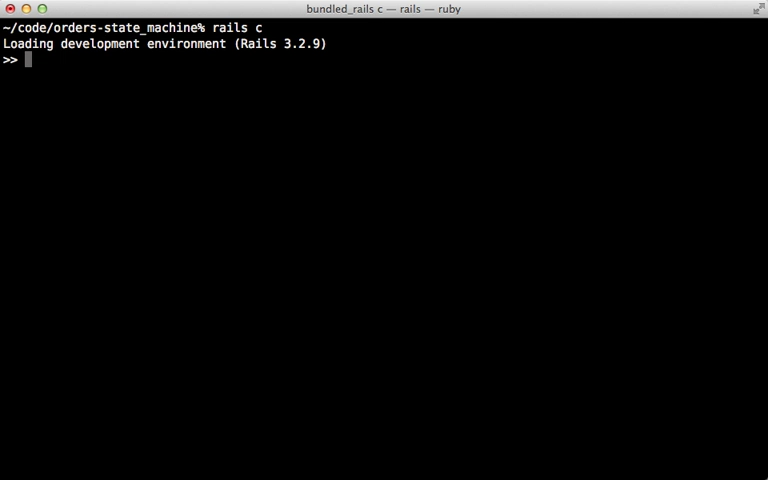 bundled_rails c — rails — ruby
~/code/orders-state_machine% rails c
Loading development environment (Rails 3.2.9)
>>